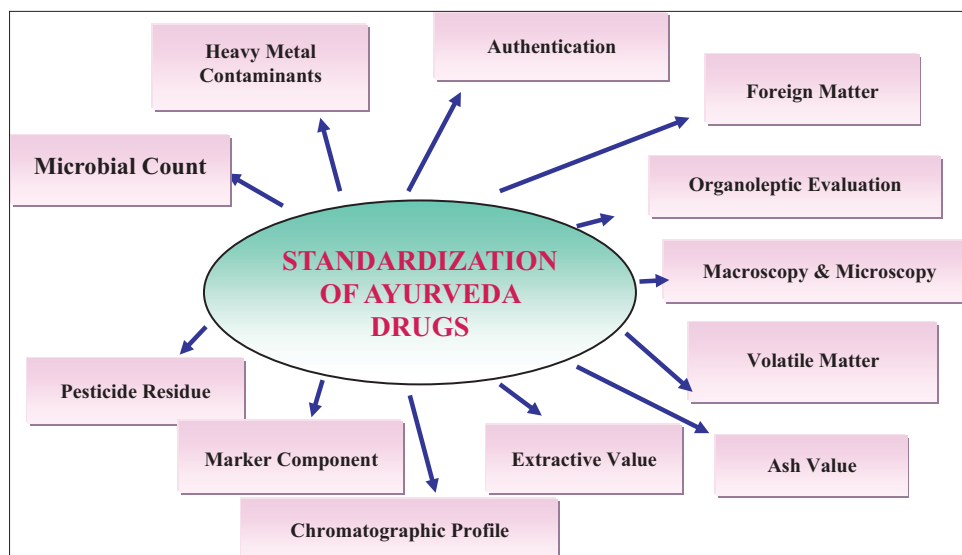 Heavy Metal
Contaminants
Authentication
Foreign Matter
Microbial Count
Organoleptic Evaluation
STANDARDIZATION
OF AYURVEDA
DRUGS
Macroscopy & Microscopy
Volatile Matter
Pesticide Residue
Marker Component
Extractive Value
Ash Value
Chromatographic Profile